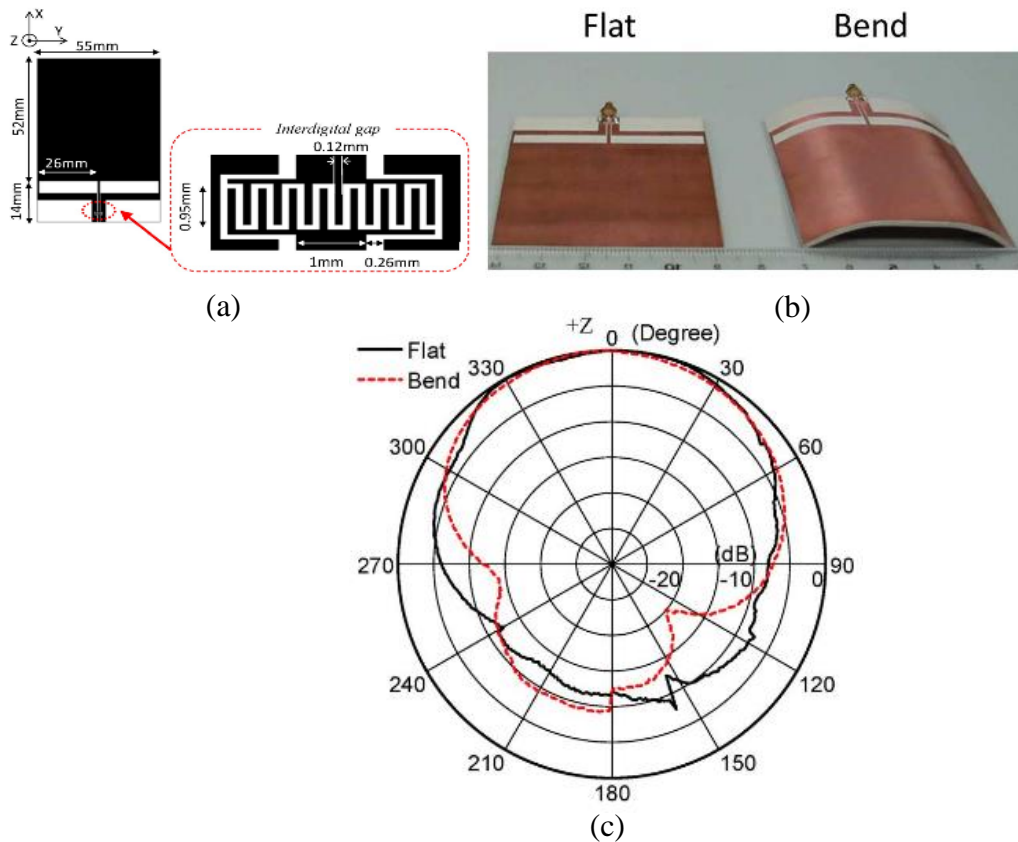 X
Z
Y
55mm
52mm
26mm
14mm
Interdigital gap
0.12mm
0.95mm
1mm
0.26mm
(a)
Flat
Bend
(b)
Flat
Bend
+Z
0
(Degree)
330
30
300
60
270
(dB)
-20
-10
0
90
240
120
210
150
180
(c)